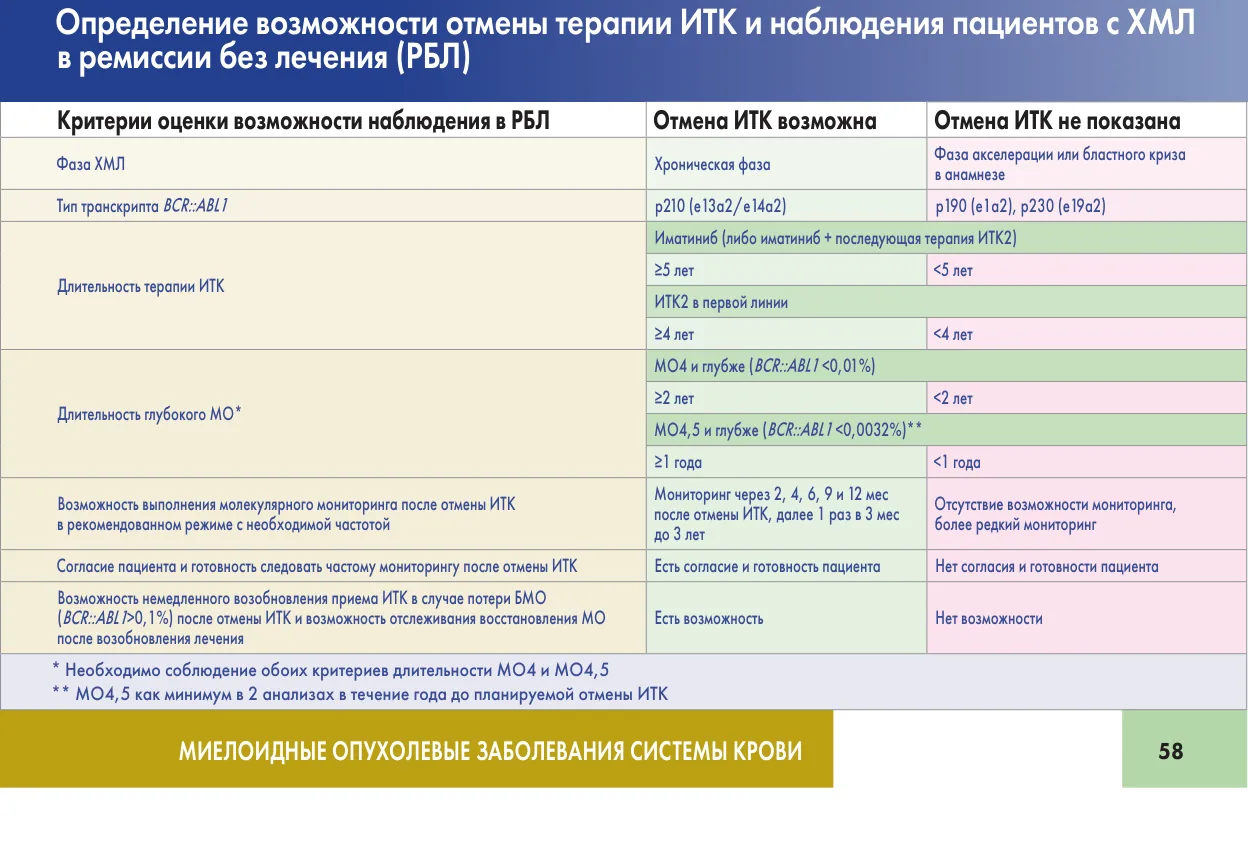 Определение возможности отмены терапии ИТК и наблюдения пациентов с ХМЛ
в ремиссии без лечения (РБЛ)
Критерии оценки возможности наблюдения в РБЛ
Отмена ИТК возможна
Отмена ИТК не показана
Фаза ХМЛ
Хроническая фаза
Фаза акселерации или бластного криза
в анамнезе
Тип транскрипта BCR::ABL1
p210 (e13a2/e14a2)
p190 (e1a2), p230 (e19a2)
Длительность терапии ИТК
Иматиниб (либо иматиниб + последующая терапия ИТК2)
≥5 лет
<5 лет
ИТК2 в первой линии
≥4 лет
<4 лет
Длительность глубокого МО*
МО4 и глубже (BCR::ABL1 <0,01%)
≥2 лет
<2 лет
МО4,5 и глубже (BCR::ABL1 <0,0032%)**
≥1 года
<1 года
Возможность выполнения молекулярного мониторинга после отмены ИТК
в рекомендованном режиме с необходимой частотой
Мониторинг через 2, 4, 6, 9 и 12 мес
после отмены ИТК, далее 1 раз в 3 мес
до 3 лет
Отсутствие возможности мониторинга,
более редкий мониторинг
Согласие пациента и готовность следовать частому мониторингу после отмены ИТК
Есть согласие и готовность пациента
Нет согласия и готовности пациента
Возможность немедленного возобновления приема ИТК в случае потери БМО
(BCR::ABL1>0,1%) после отмены ИТК и возможность отслеживания восстановления МО
после возобновления лечения
Есть возможность
Нет возможности
* Необходимо соблюдение обоих критериев длительности МО4 и МО4,5
** МО4,5 как минимум в 2 анализах в течение года до планируемой отмены ИТК
МИЕЛОИДНЫЕ ОПУХОЛЕВЫЕ ЗАБОЛЕВАНИЯ СИСТЕМЫ КРОВИ
58